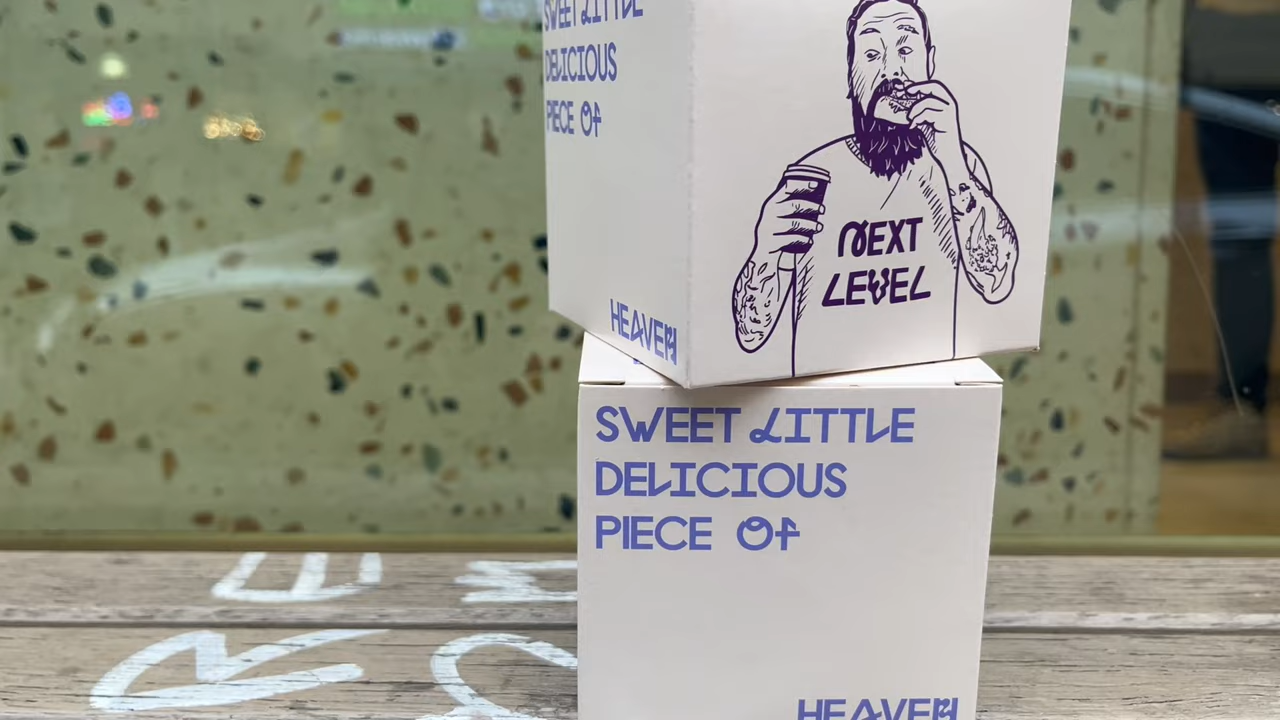 SWEET LITTLE
DELICIOUS
PIECE OF
HEAVEN
NEXT
LEVEL
SWEET LITTLE
DELICIOUS
PIECE OF
HEAVEN